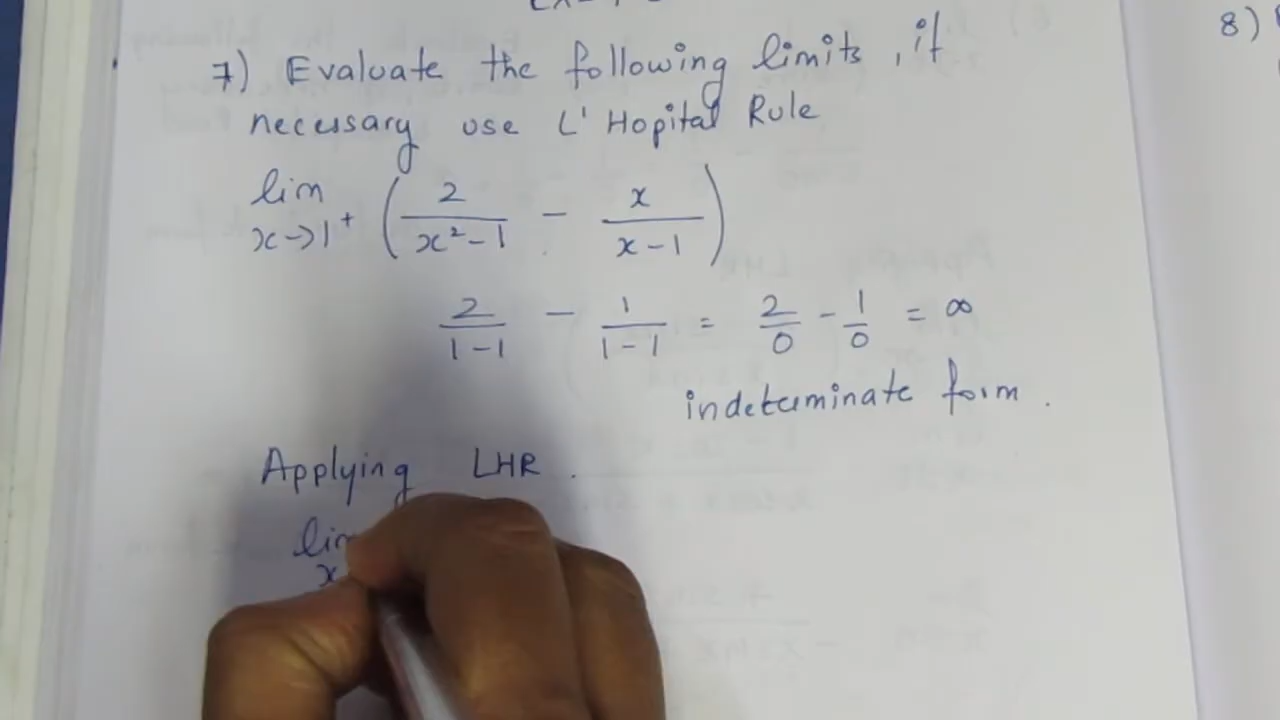 7) Evaluate the following limits, if
necessary use L' Hopital Rule
lim x→1⁺ ( 2/(x²-1) - x/(x-1) )
2/(1-1) - 1/(1-1) = 2/0 - 1/0 = ∞
indeterminate form.
Applying LHR.
lim
x
8)